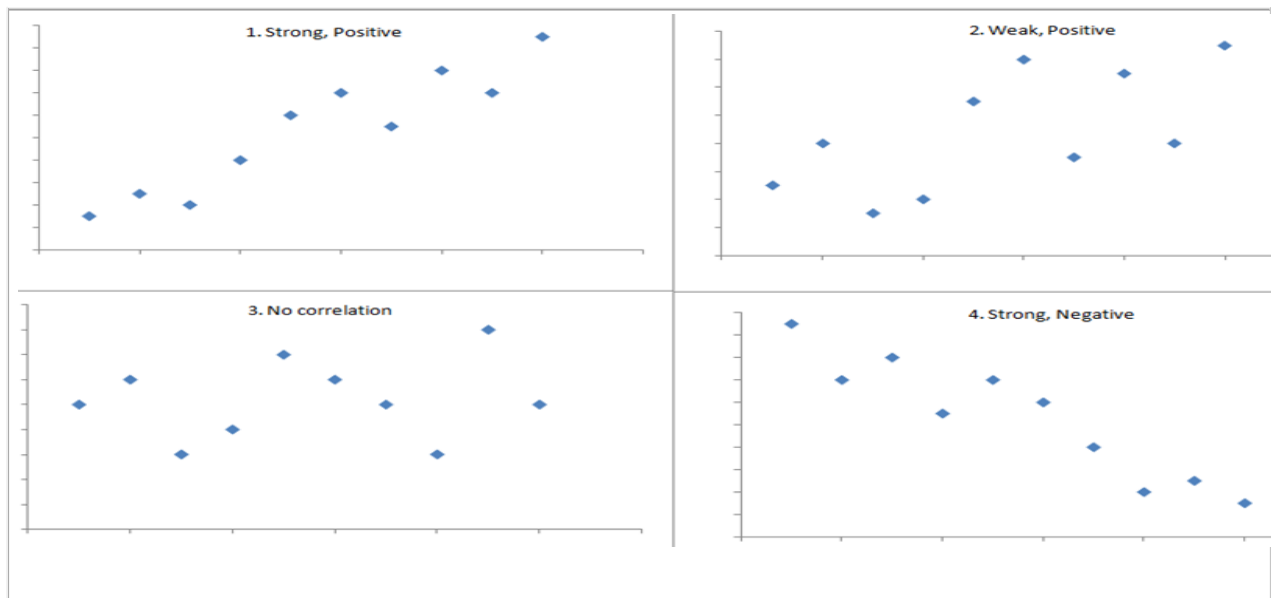 1. Strong, Positive
2. Weak, Positive
3. No correlation
4. Strong, Negative